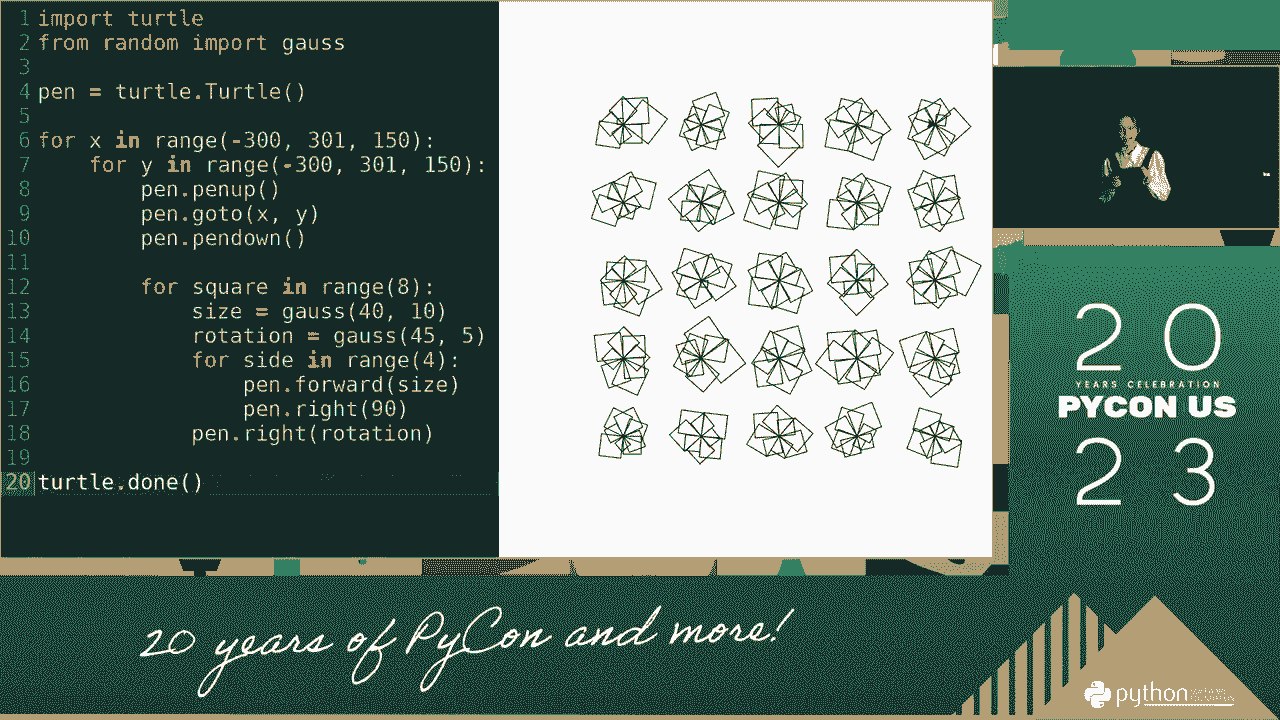 1 import turtle
2 from random import gauss
3
4 pen = turtle.Turtle()
5
6 for x in range(-300, 301, 150):
7     for y in range(-300, 301, 150):
8         pen.penup()
9         pen.goto(x, y)
10         pen.pendown()
11
12         for square in range(8):
13             size = gauss(40, 10)
14             rotation = gauss(45, 5)
15             for side in range(4):
16                 pen.forward(size)
17                 pen.right(90)
18             pen.right(rotation)
19
20 turtle.done()
20
YEARS CELEBRATION
PYCON US
23
20 years of PyCon and more!
python